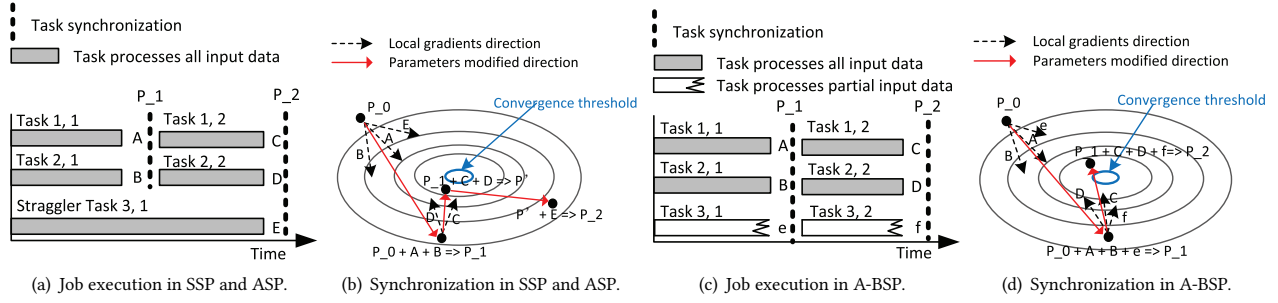 Task synchronization
Task processes all input data
P_1
P_2
Task 1, 1
Task 1, 2
A
C
Task 2, 1
Task 2, 2
B
D
Straggler Task 3, 1
E
Time
(a) Job execution in SSP and ASP.
Local gradients direction
Parameters modified direction
P_0
Convergence threshold
E
A
B
P_1 + C + D => P’
D
C
P’ + E => P_2
P_0 + A + B => P_1
(b) Synchronization in SSP and ASP.
Task synchronization
Task processes all input data
Task processes partial input data
P_1
P_2
Task 1, 1
Task 1, 2
A
C
Task 2, 1
Task 2, 2
B
D
Task 3, 1
Task 3, 2
e
f
Time
(c) Job execution in A-BSP.
Local gradients direction
Parameters modified direction
P_0
Convergence threshold
e
A
B
P_1 + C + D + f=> P_2
D
C
f
P_0 + A + B + e => P_1
(d) Synchronization in A-BSP.